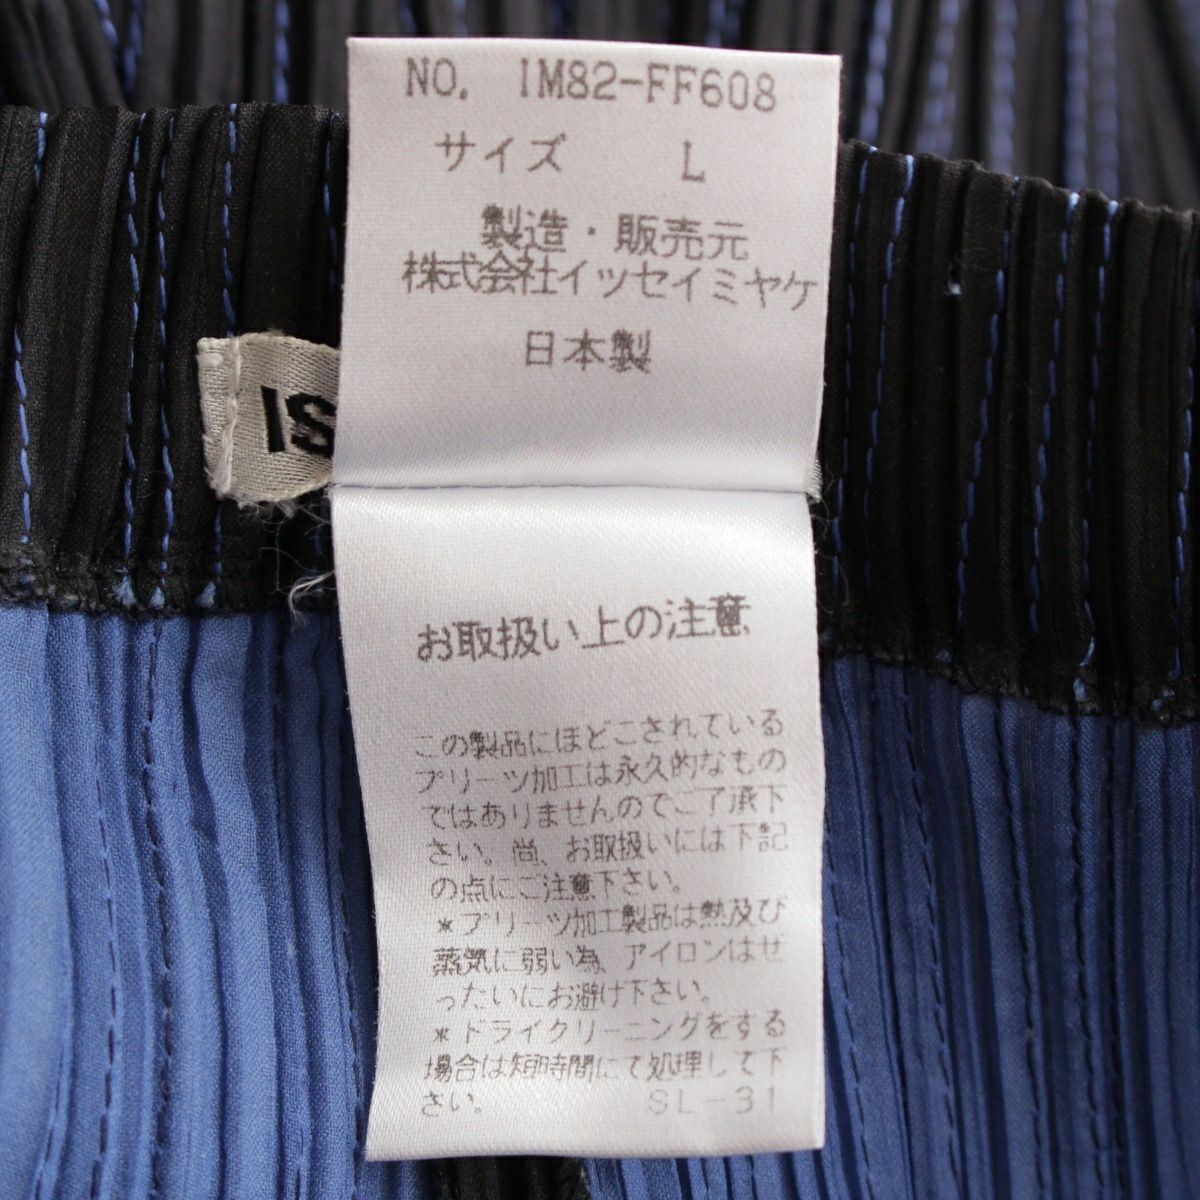 NO. IM82-FF608
サイズ L
製造・販売元
株式会社イッセイミヤケ
日本製
IS
お取扱い上の注意
この製品にほどこされている
プリーツ加工は永久的なもの
ではありませんのでご了承下
さい。尚、お取扱いには下記
の点にご注意下さい。
*プリーツ加工製品は熱及び
蒸気に弱い為、アイロンはぜ
ったいにお避け下さい。
*ドライクリーニングをする
場合は短時間にて処理して下
さい。 SL-31